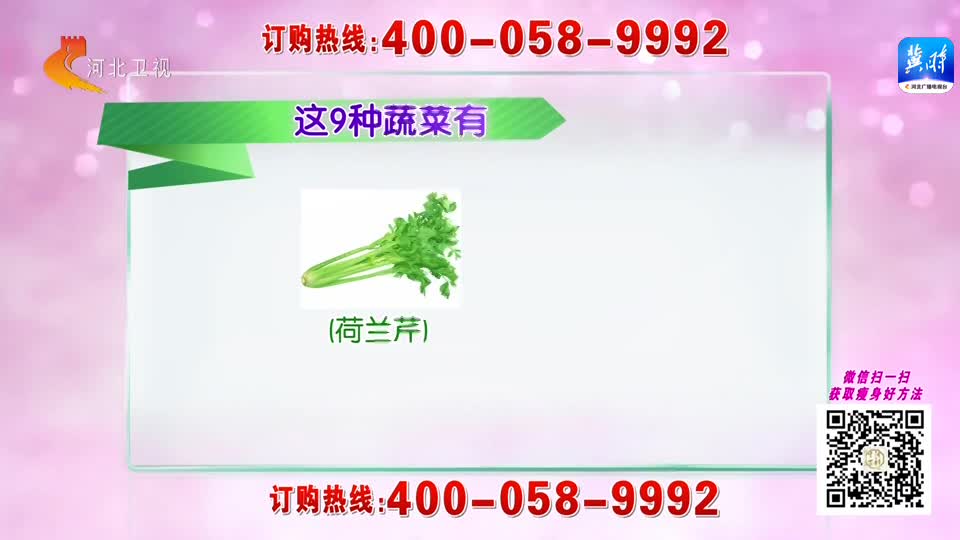 订购热线:400-058-9992
河北卫视
冀时
河北广播电视台
这9种蔬菜有
(荷兰芹)
微信扫一扫
获取瘦身好方法
订购热线:400-058-9992